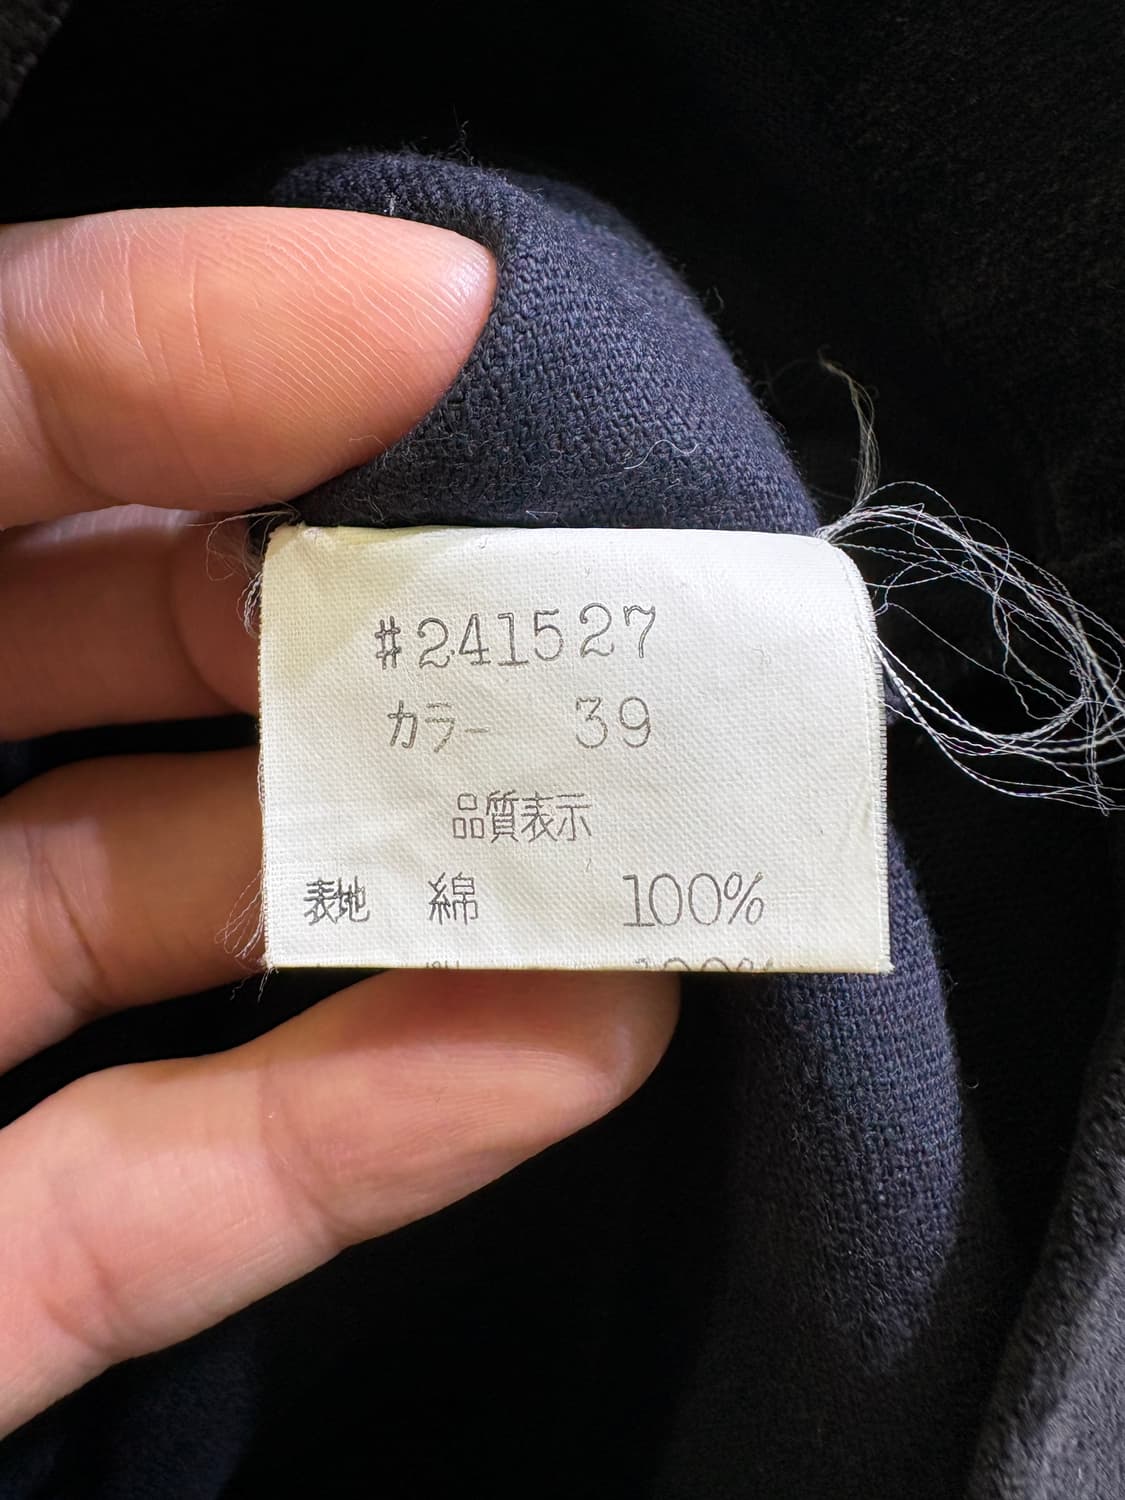 #241527
カラー 39
品質表示
表地 綿 100%